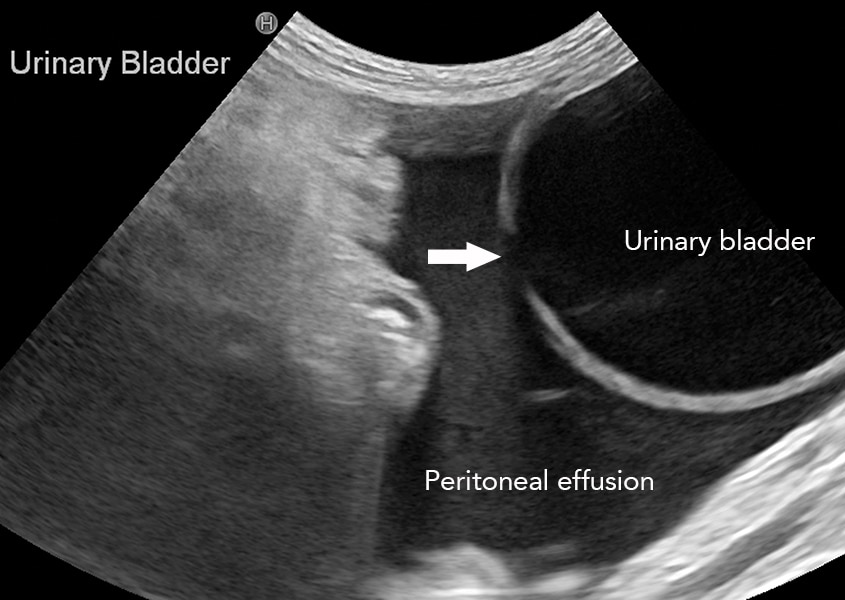 H
Urinary Bladder
Urinary bladder
Peritoneal effusion